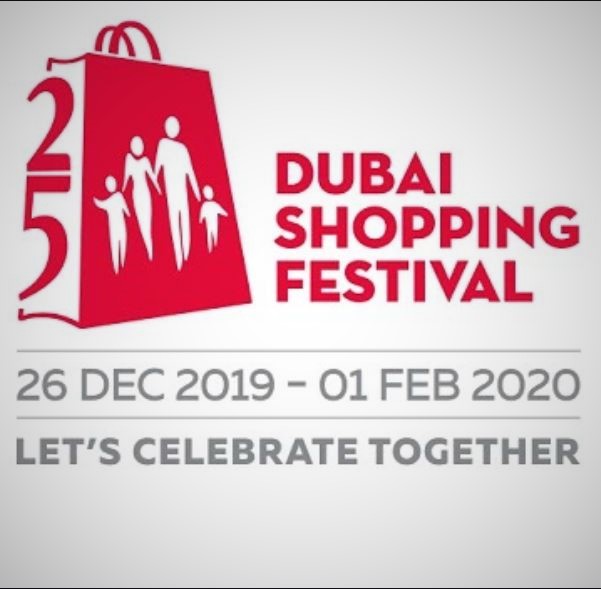 25
DUBAI
SHOPPING
FESTIVAL
26 DEC 2019 – 01 FEB 2020
LET'S CELEBRATE TOGETHER